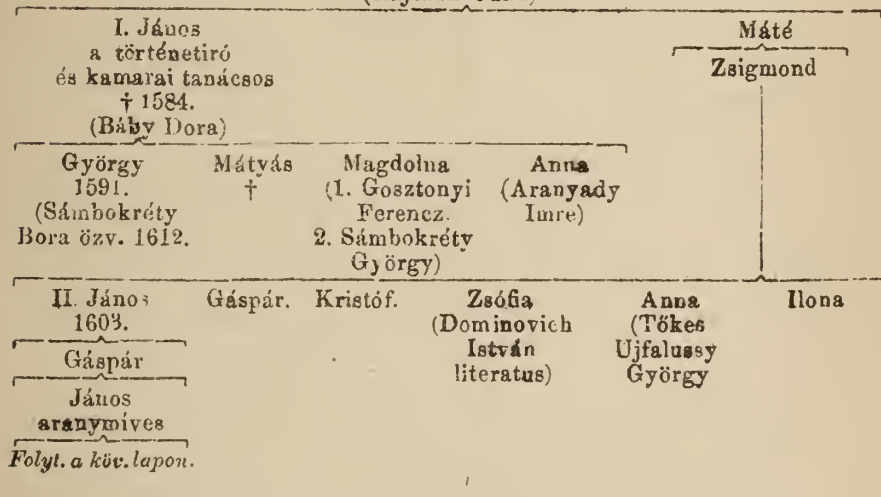 I. János
a történetiró
és kamarai tanácsos
† 1584.
(Báby Dora)
Máté
Zsigmond
György
1591.
(Sámbokréty
Bora özv. 1612.
Mátyás
†
Magdolna
(1. Gosztonyi
Ferencz.
2. Sámbokréty
György)
Anna
(Aranyady
Imre)
II. János
1603.
Gáspár.
Kristóf.
Zsófia
(Dominovich
István
literatus)
Anna
(Tőkes
Ujfalussy
György
Ilona
Gáspár
János
aranymíves
Folyt. a köv. lapon.